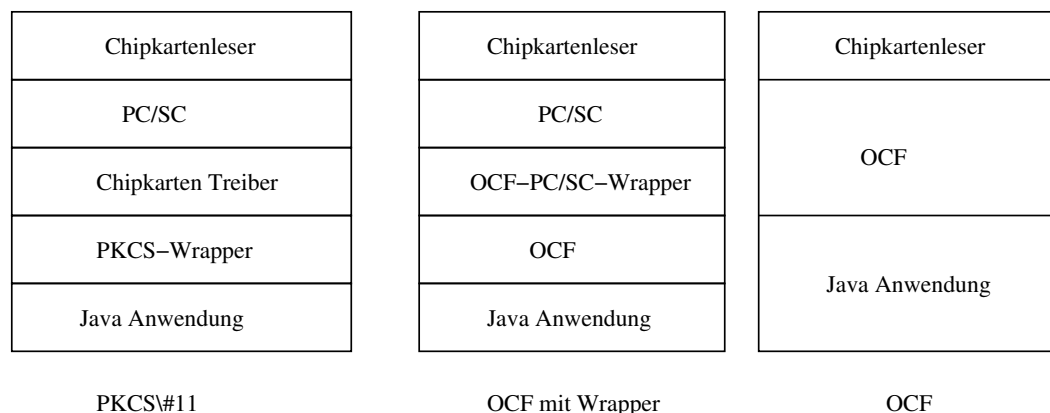 Chipkartenleser
PC/SC
Chipkarten Treiber
PKCS−Wrapper
Java Anwendung
PKCS\#11
Chipkartenleser
PC/SC
OCF−PC/SC−Wrapper
OCF
Java Anwendung
OCF mit Wrapper
Chipkartenleser
OCF
Java Anwendung
OCF